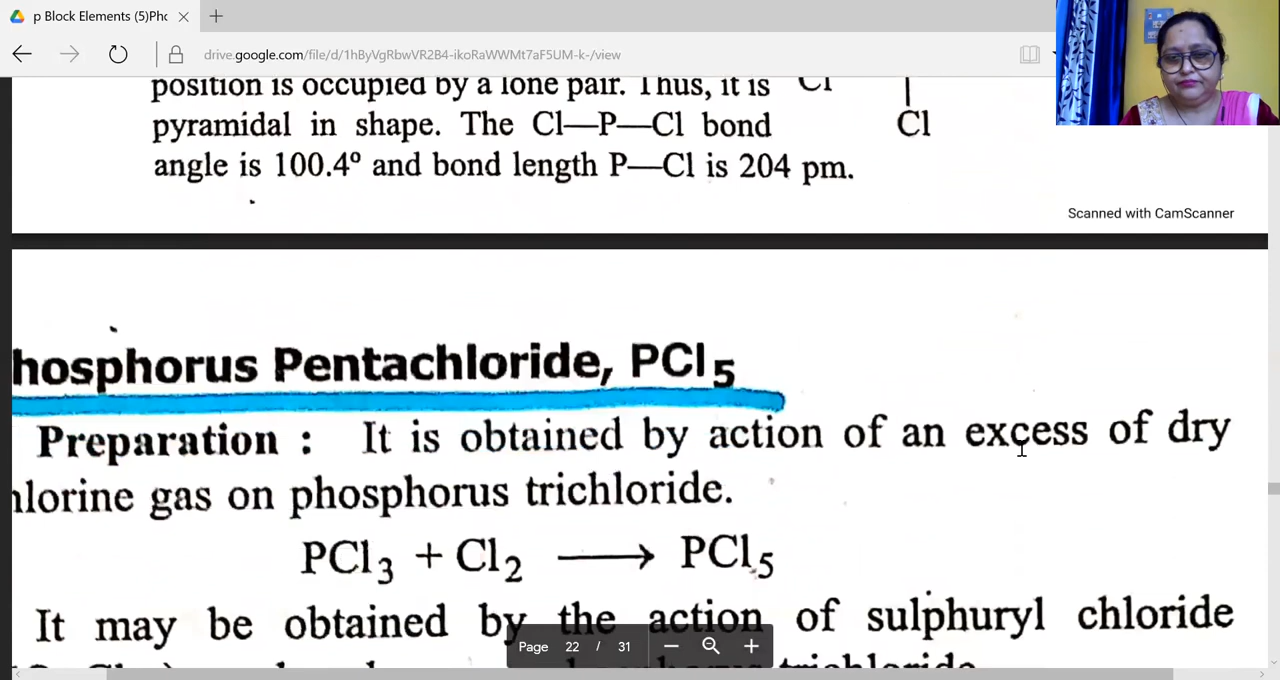 p Block Elements (5)Pho
drive.google.com/file/d/1hByVgRbwVR2B4-ikoRaWWMt7aF5UM-k-/view
position is occupied by a lone pair. Thus, it is
Cl
pyramidal in shape. The Cl—P—Cl bond
Cl
angle is 100.4º and bond length P—Cl is 204 pm.
Scanned with CamScanner
hosphorus Pentachloride, PCl5
Preparation : It is obtained by action of an excess of dry
hlorine gas on phosphorus trichloride.
PCl3 + Cl2 ⟶ PCl5
It may be obtained by the action of sulphuryl chloride
trichloride
Page 22 / 31